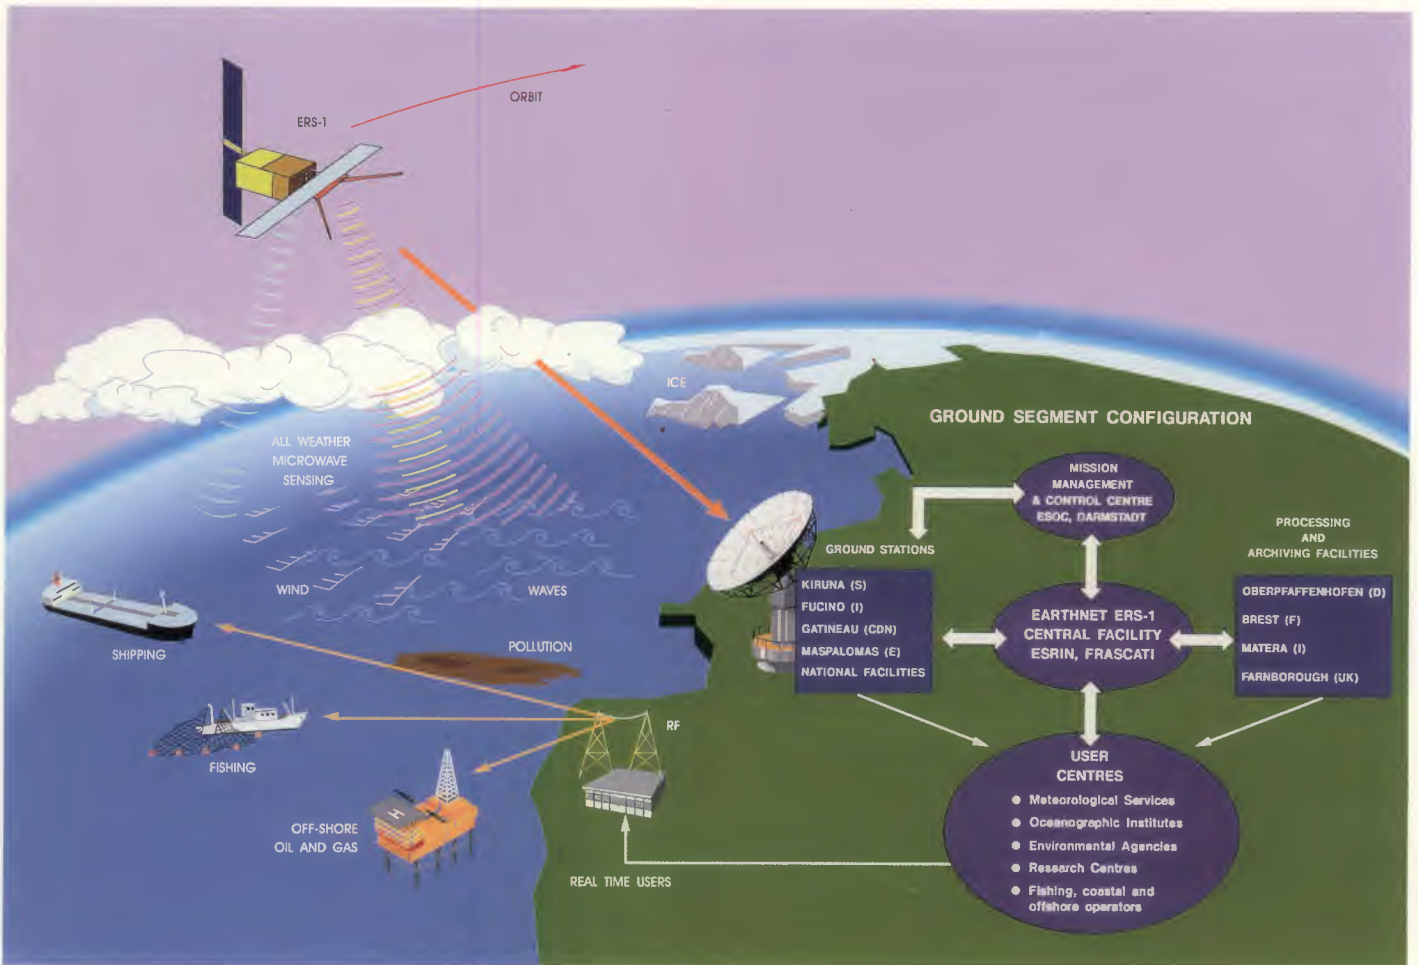 ORBIT
ERS-1
ICE
GROUND SEGMENT CONFIGURATION
ALL WEATHER
MICROWAVE
SENSING
MISSION
MANAGEMENT
& CONTROL CENTRE
ESOC, DARMSTADT
PROCESSING
AND
ARCHIVING FACILITIES
GROUND STATIONS
KIRUNA (S)
FUCINO (I)
GATINEAU (CDN)
MASPALOMAS (E)
NATIONAL FACILITIES
EARTHNET ERS-1
CENTRAL FACILITY
ESRIN, FRASCATI
OBERPFAFFENHOFEN (D)
BREST (F)
MATERA (I)
FARNBOROUGH (UK)
WIND
WAVES
SHIPPING
POLLUTION
RF
FISHING
H
OFF-SHORE
OIL AND GAS
REAL TIME USERS
USER
CENTRES
● Meteorological Services
● Oceanographic Institutes
● Environmental Agencies
● Research Centres
● Fishing, coastal and
offshore operators